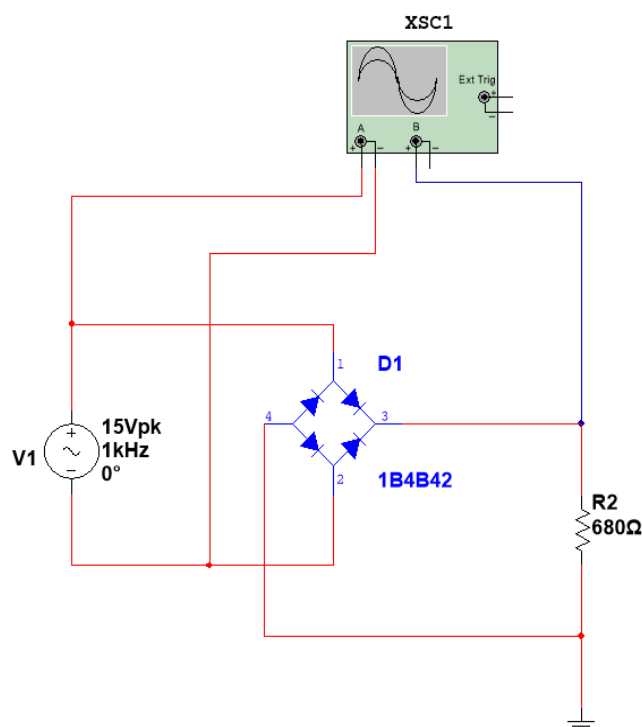 XSC1
Ext Trig
+
−
A
B
+ − + −
1
D1
4
3
15Vpk
1kHz
0°
V1
+
−
2
1B4B42
R2
680Ω